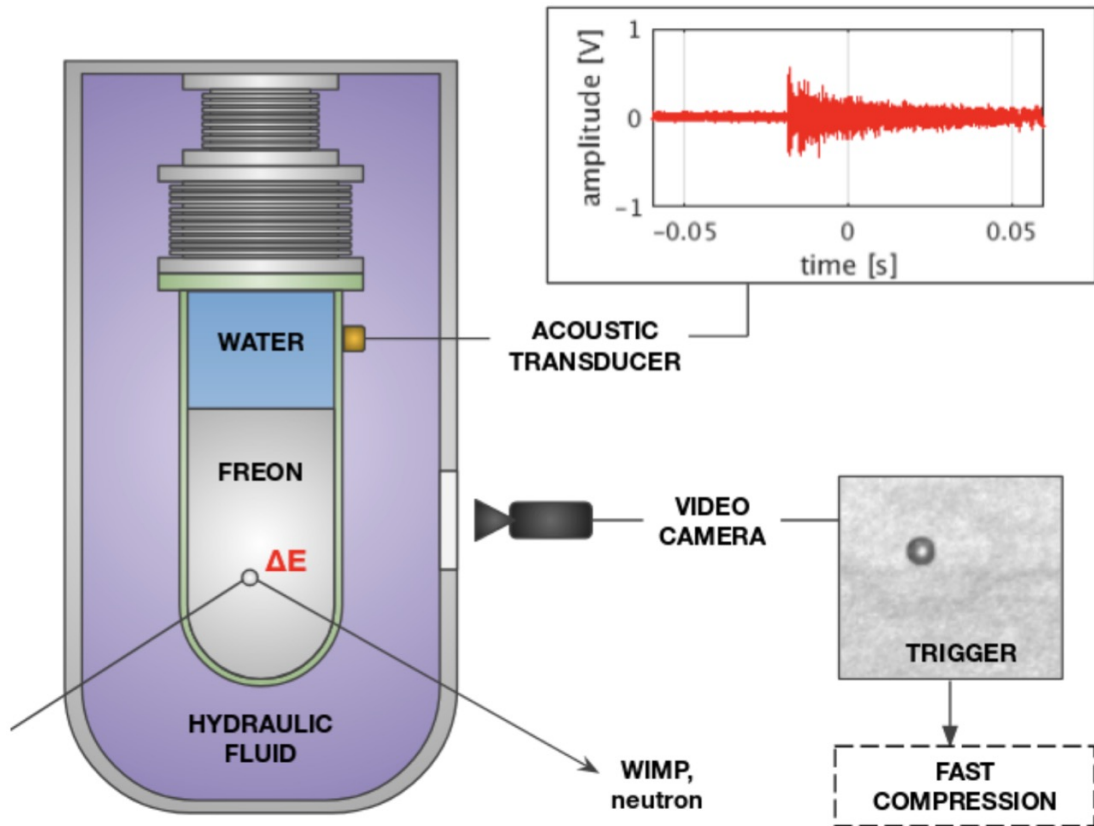 1
0
-1
amplitude [V]
-0.05
0
0.05
time [s]
WATER
ACOUSTIC
TRANSDUCER
FREON
ΔE
VIDEO
CAMERA
TRIGGER
HYDRAULIC
FLUID
WIMP,
neutron
FAST
COMPRESSION